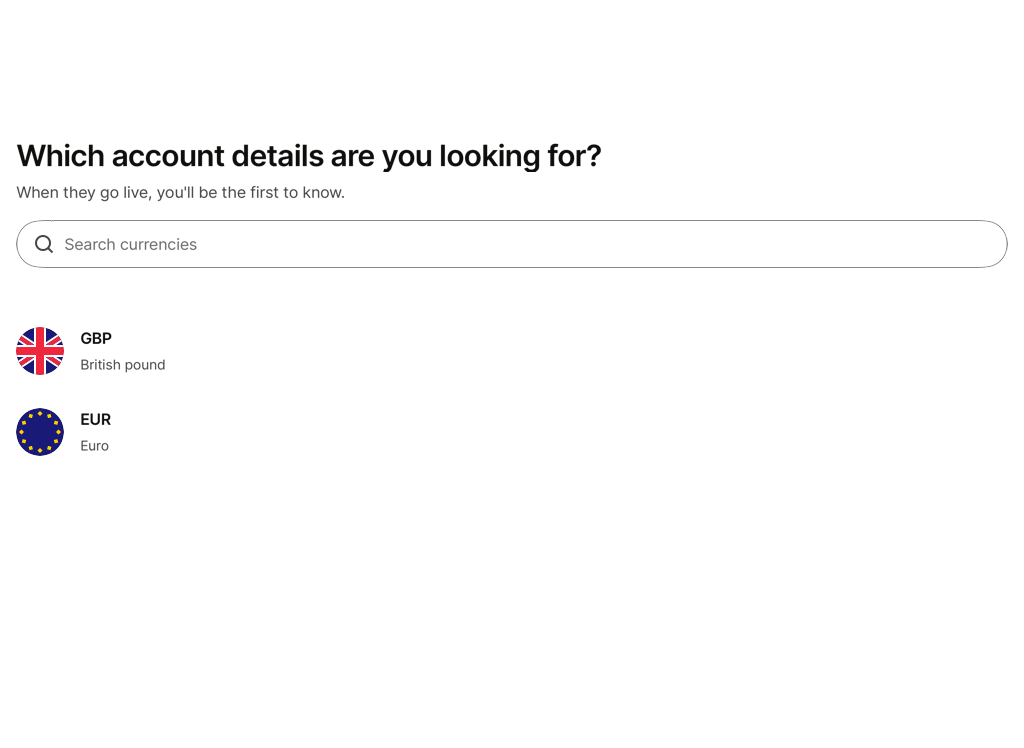 Which account details are you looking for?
When they go live, you'll be the first to know.
Search currencies
GBP
British pound
EUR
Euro